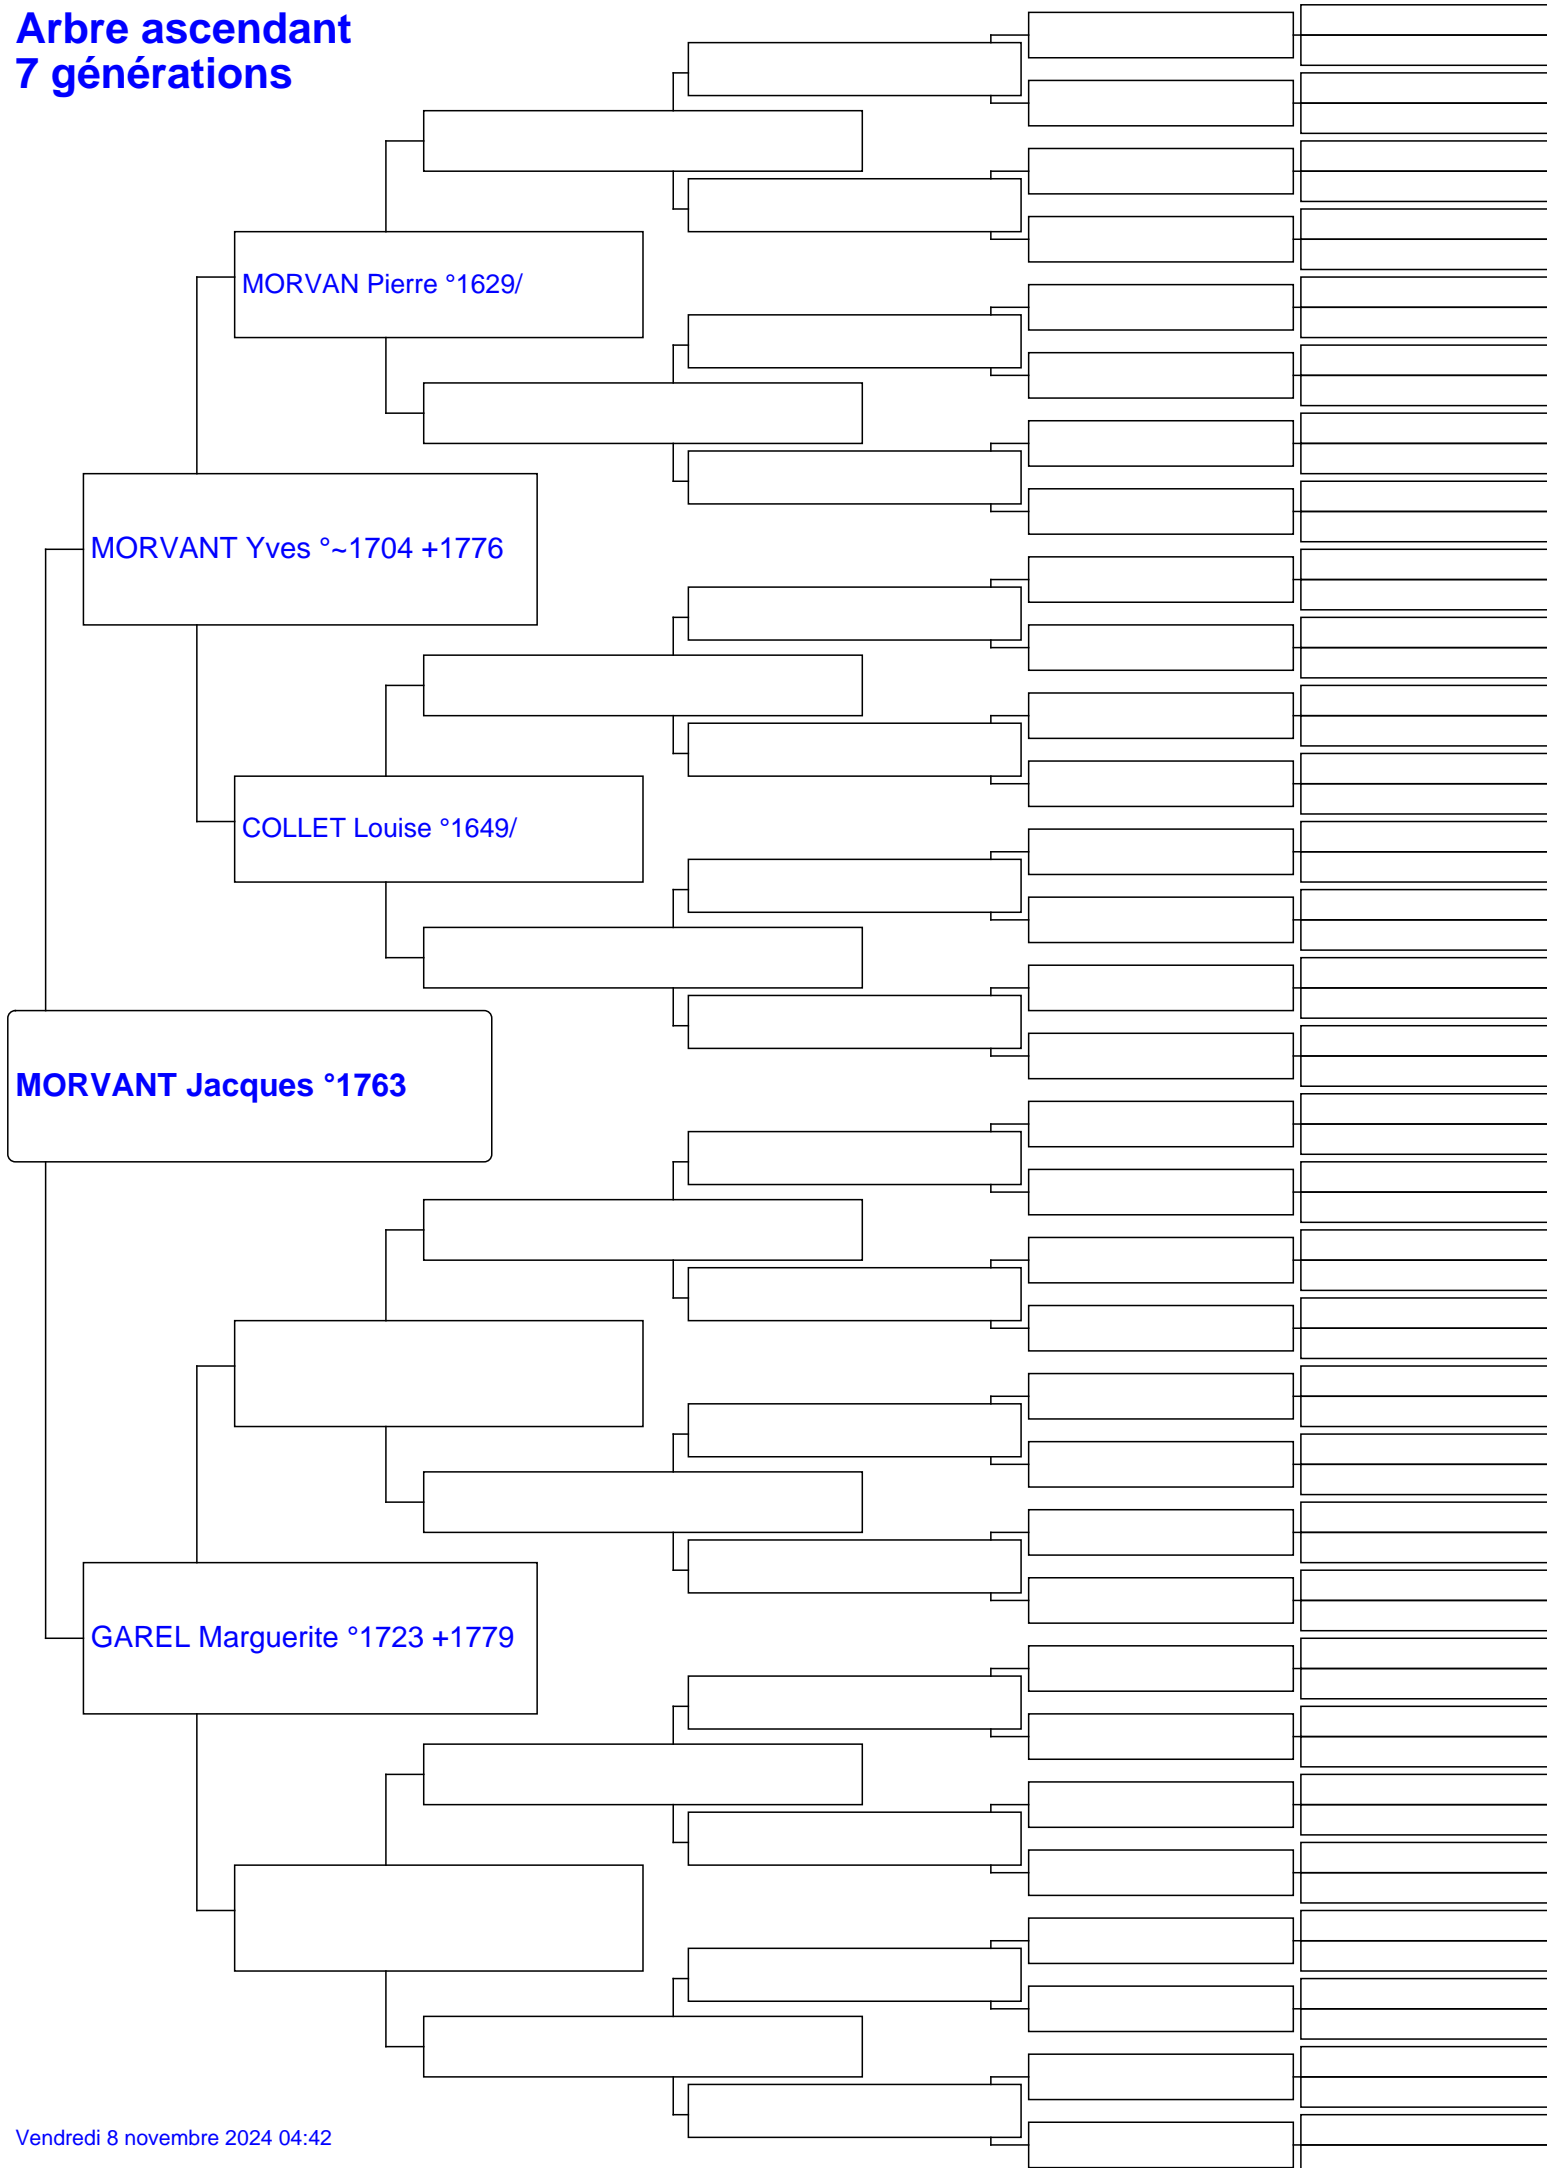 Arbre ascendant
7 générations
MORVAN Pierre °1629/
MORVANT Yves °~1704 +1776
COLLET Louise °1649/
MORVANT Jacques °1763
GAREL Marguerite °1723 +1779
Vendredi 8 novembre 2024 04:42